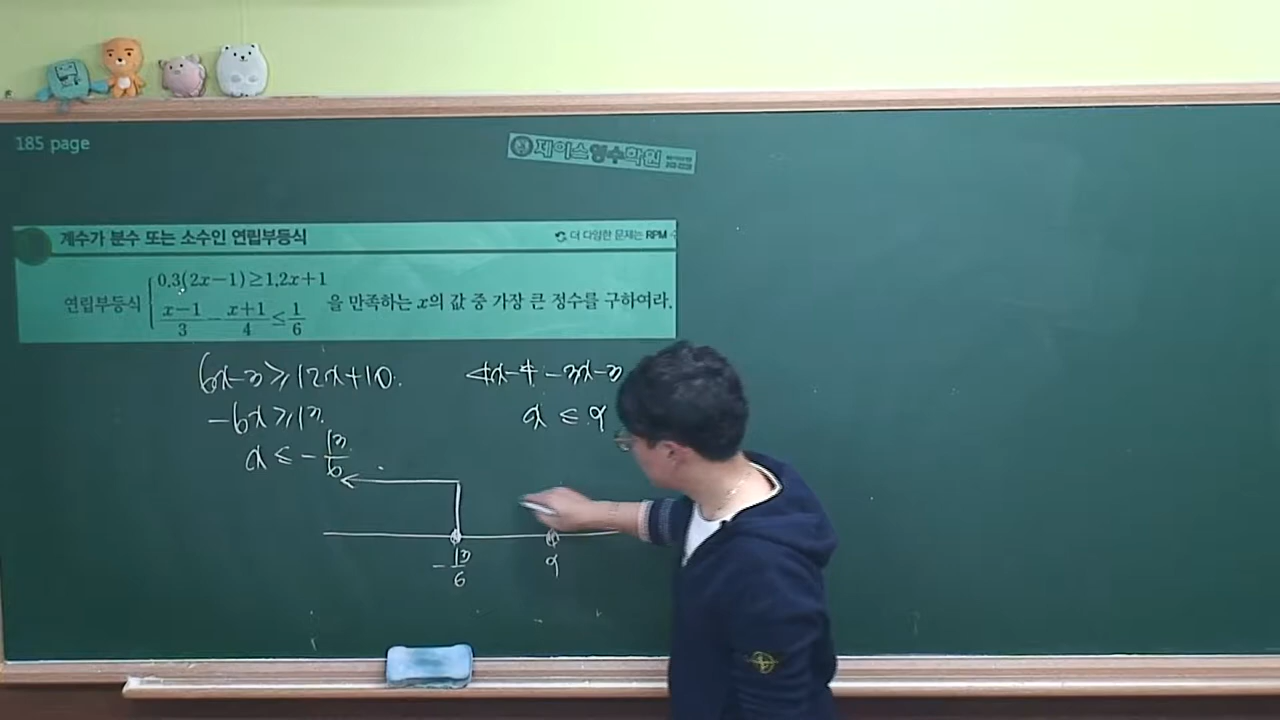 185 page
제이스영수학원
계수가 분수 또는 소수인 연립부등식
더 다양한 문제는 RPM
연립부등식 { 0.3(2x−1)≥1.2x+1
(x−1)/3 − (x+1)/4 ≤ 1/6 을 만족하는 x의 값 중 가장 큰 정수를 구하여라.
6x−3≥12x+10. 4x−4−3x−3
−6x≥13. x≤9
x≤−13/6
−13/6 9